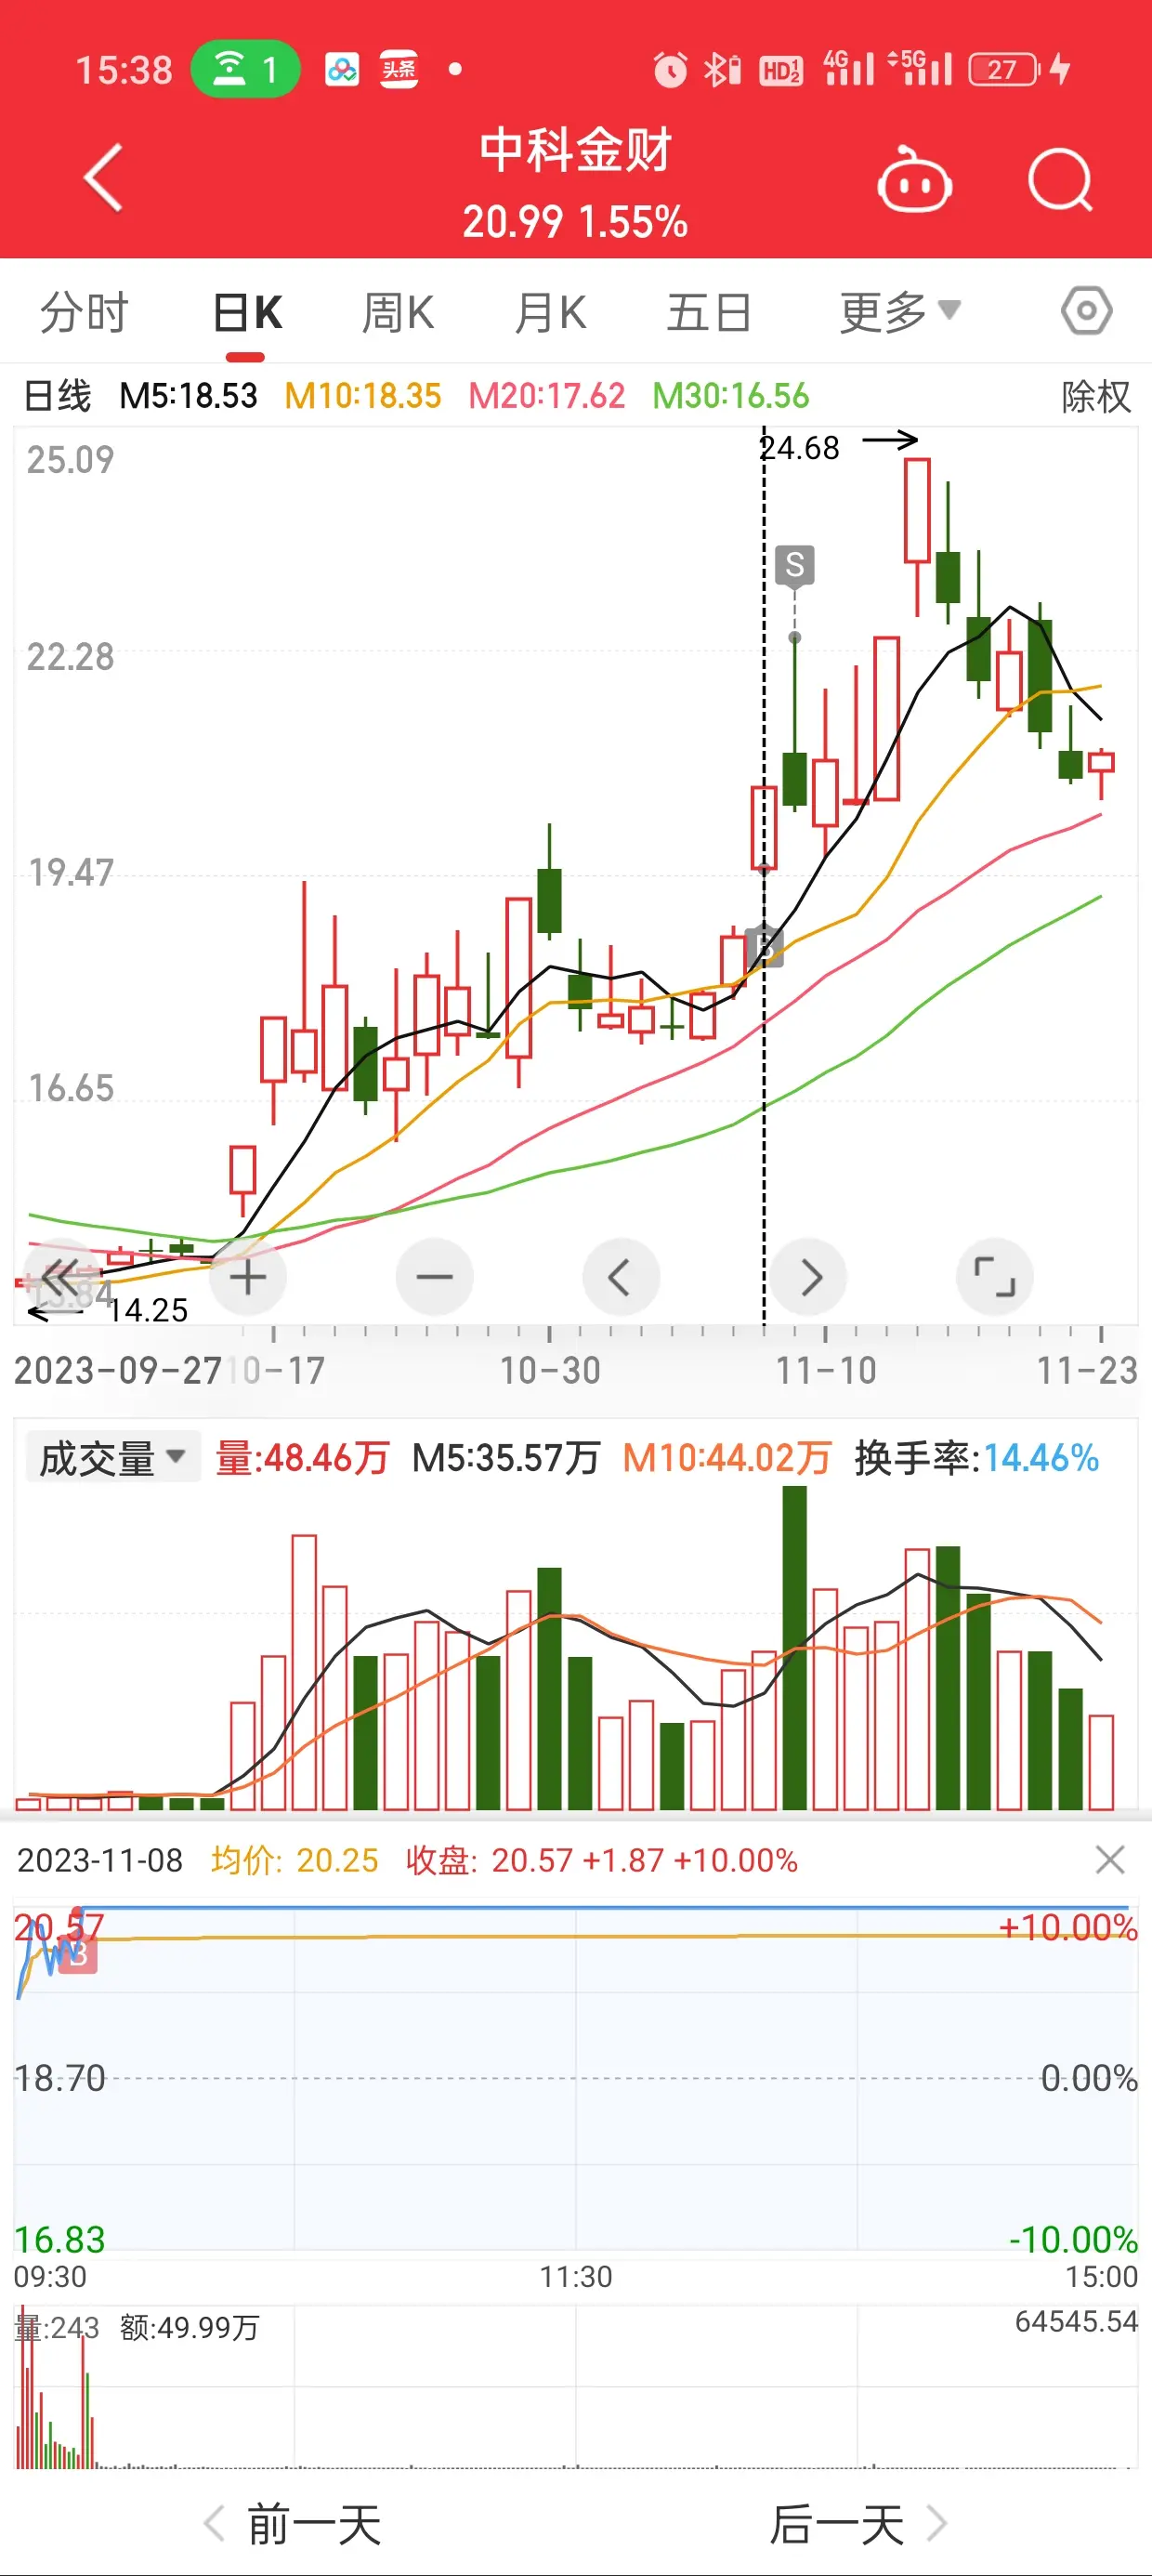 15:38 1 头条 HD 1 2 4G 5G 27
中科金财
20.99 1.55%
分时 日K 周K 月K 五日 更多
日线 M5:18.53 M10:18.35 M20:17.62 M30:16.56 除权
25.09
24.68
S
22.28
19.47
B
16.65
13.84
14.25
2023-09-27 10-17 10-30 11-10 11-23
成交量 量:48.46万 M5:35.57万 M10:44.02万 换手率:14.46%
2023-11-08 均价: 20.25 收盘: 20.57 +1.87 +10.00%
20.57 +10.00%
B
18.70 0.00%
16.83 -10.00%
09:30 11:30 15:00
量:243 额:49.99万 64545.54
前一天 后一天